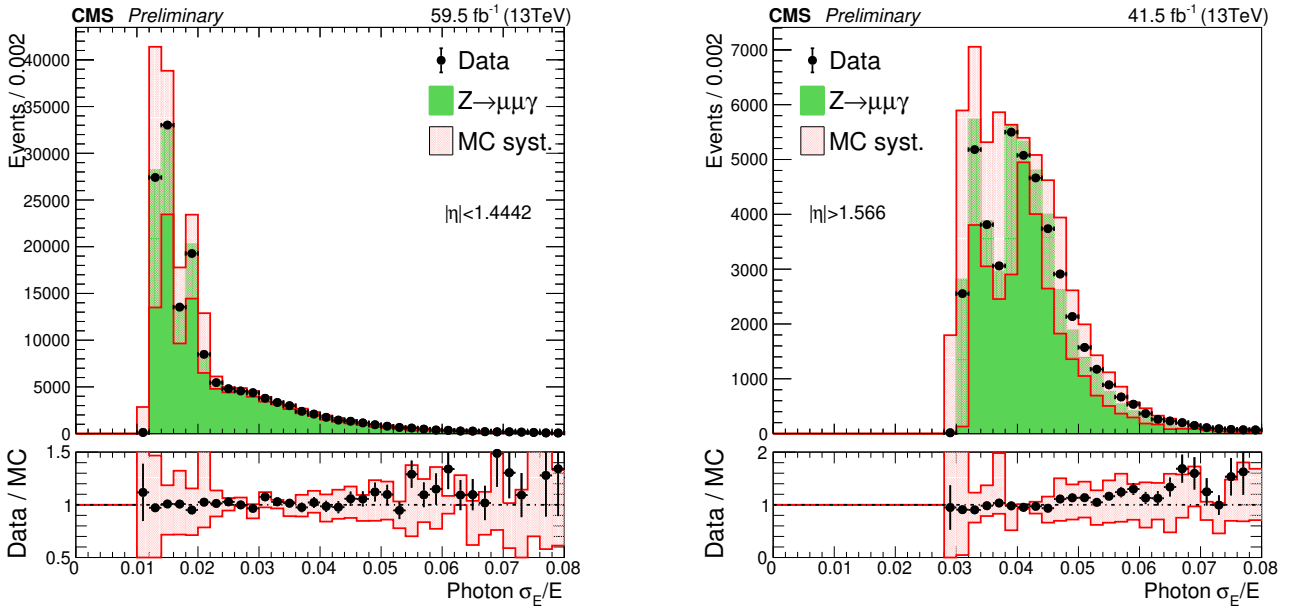 CMS Preliminary 59.5 fb⁻¹ (13TeV)
Events / 0.002
40000
35000
30000
25000
20000
15000
10000
5000
0
Data
Z→μμγ
MC syst.
|η|<1.4442
Data / MC
1.5
1
0.5
0 0.01 0.02 0.03 0.04 0.05 0.06 0.07 0.08
Photon σ_E/E
CMS Preliminary 41.5 fb⁻¹ (13TeV)
Events / 0.002
7000
6000
5000
4000
3000
2000
1000
0
Data
Z→μμγ
MC syst.
|η|>1.566
Data / MC
2
1
0
0 0.01 0.02 0.03 0.04 0.05 0.06 0.07 0.08
Photon σ_E/E